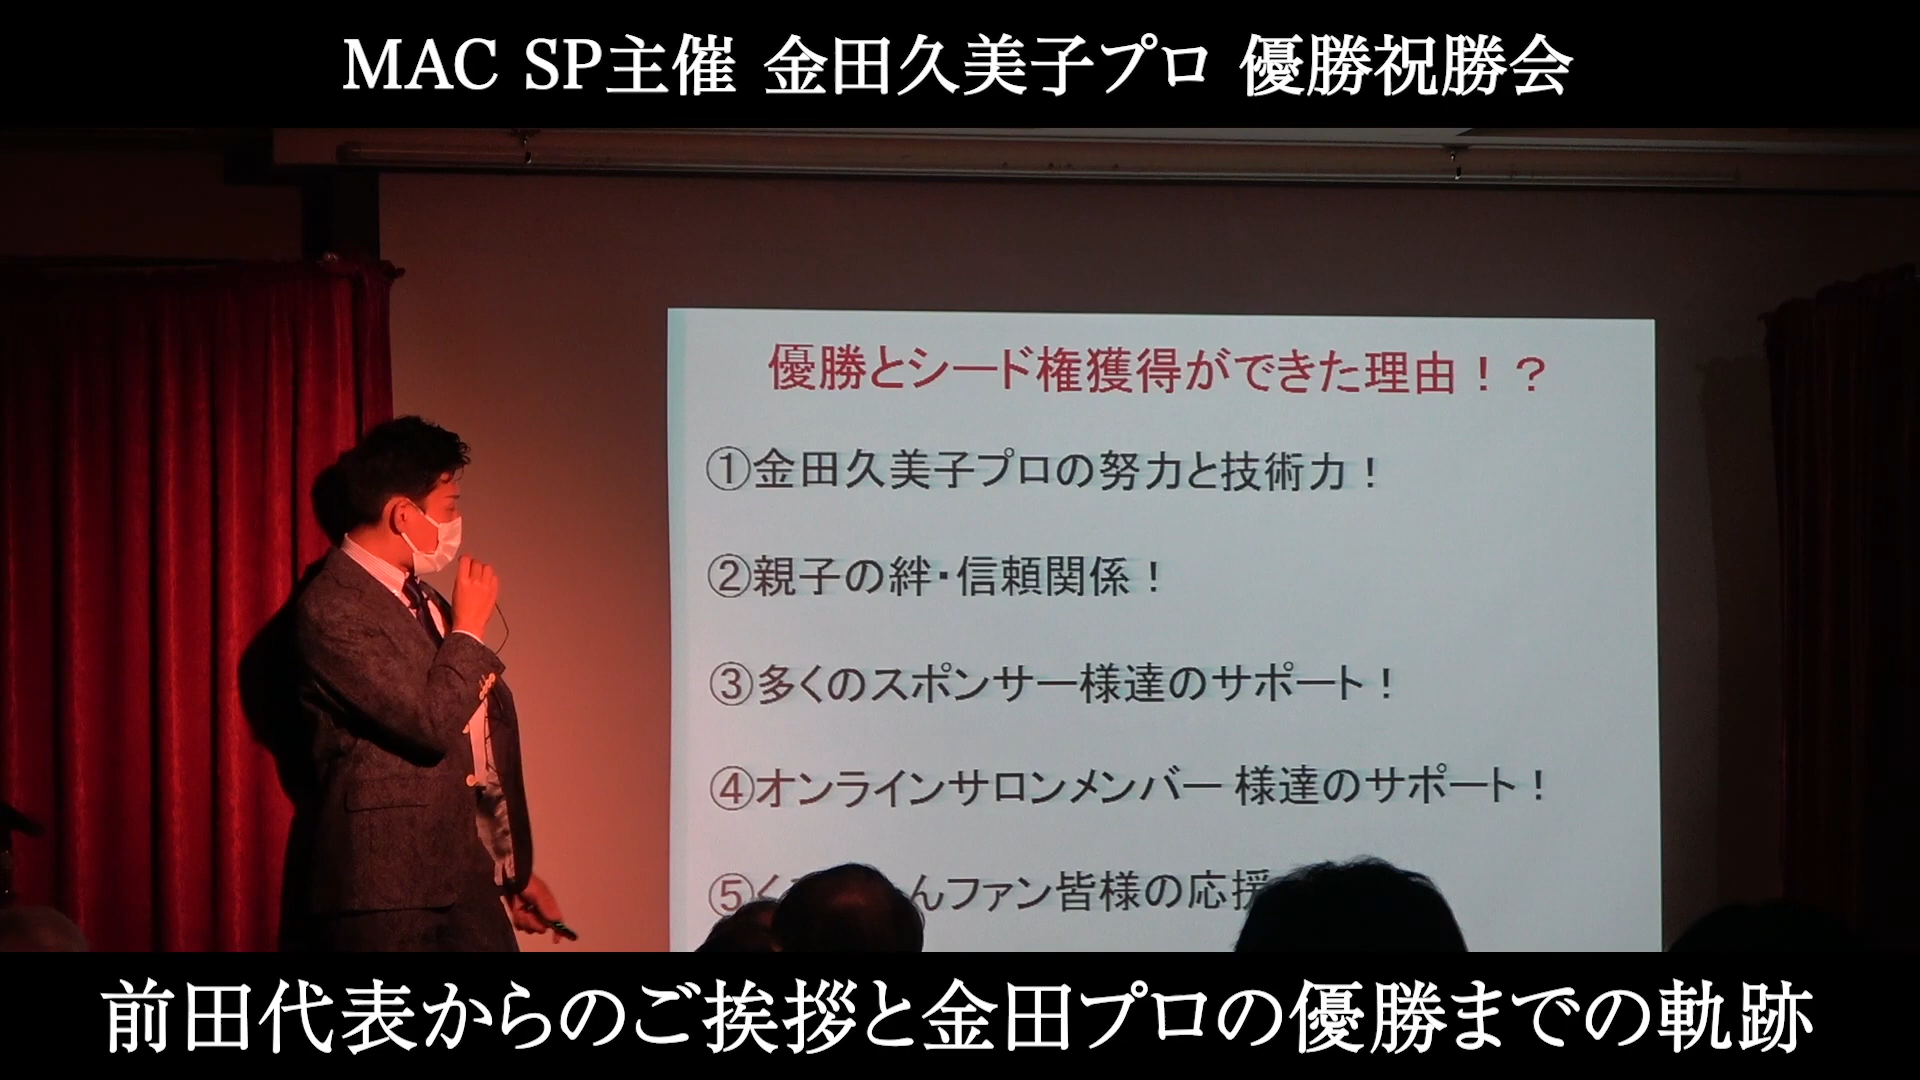 MAC SP主催 金田久美子プロ 優勝祝勝会
優勝とシード権獲得ができた理由！？
①金田久美子プロの努力と技術力！
②親子の絆・信頼関係！
③多くのスポンサー様達のサポート！
④オンラインサロンメンバー 様達のサポート！
⑤く んファン皆様の応援
前田代表からのご挨拶と金田プロの優勝までの軌跡